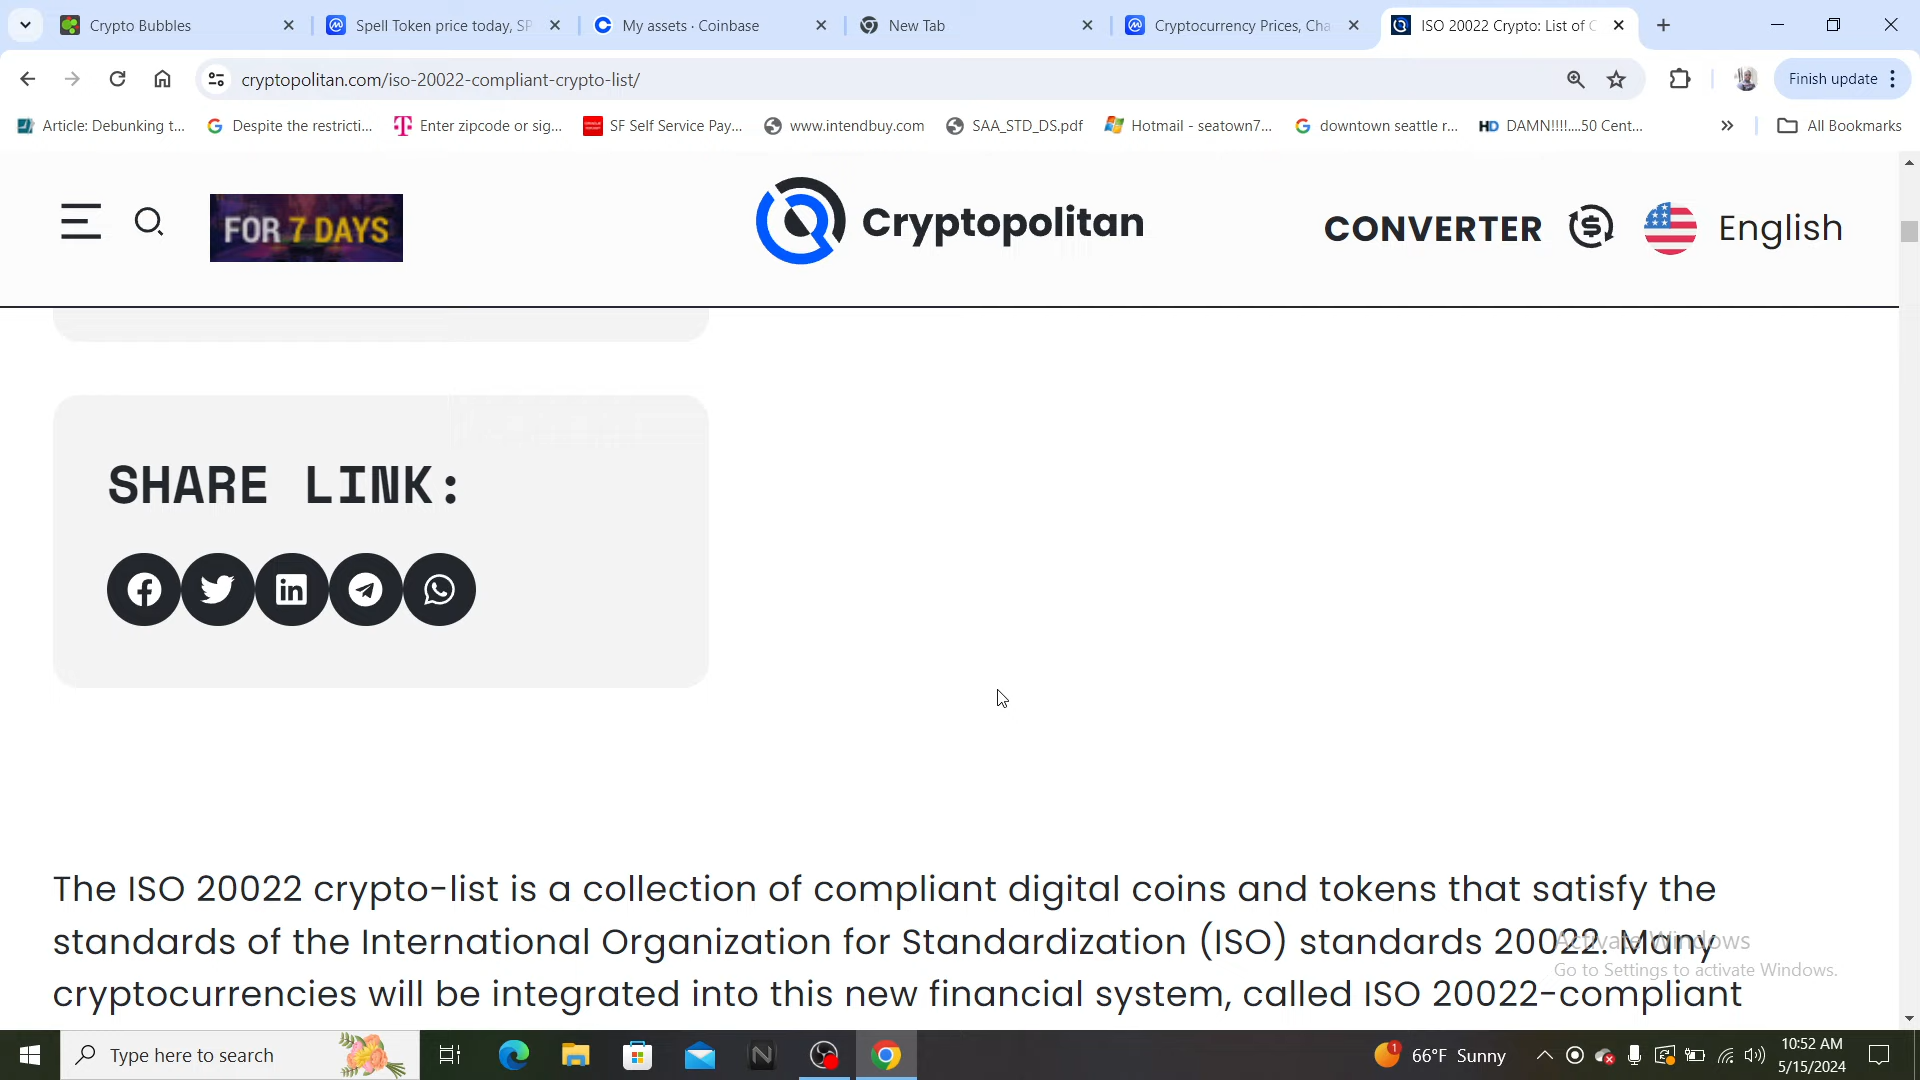 Crypto Bubbles
Spell Token price today, SP
My assets · Coinbase
New Tab
Cryptocurrency Prices, Cha
ISO 20022 Crypto: List of C
cryptopolitan.com/iso-20022-compliant-crypto-list/
Finish update
Article: Debunking t...
Despite the restricti...
Enter zipcode or sig...
SF Self Service Pay...
www.intendbuy.com
SAA_STD_DS.pdf
Hotmail - seatown7...
downtown seattle r...
HD DAMN!!!!....50 Cent...
All Bookmarks
FOR 7 DAYS
Cryptopolitan
CONVERTER
English
SHARE LINK:
The ISO 20022 crypto-list is a collection of compliant digital coins and tokens that satisfy the
standards of the International Organization for Standardization (ISO) standards 20022. Many
cryptocurrencies will be integrated into this new financial system, called ISO 20022-compliant
Activate Windows
Go to Settings to activate Windows.
Type here to search
1
66°F Sunny
10:52 AM
5/15/2024